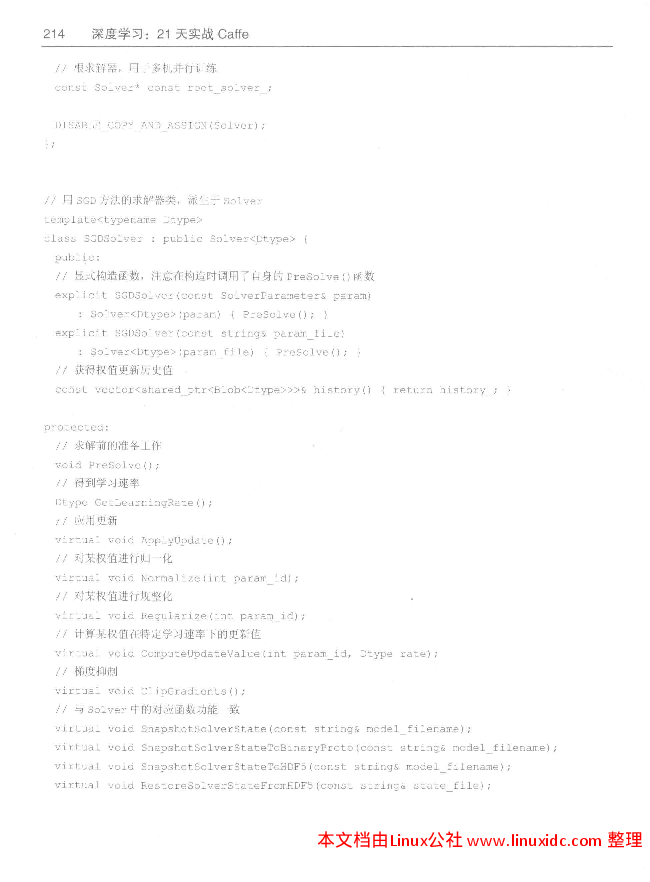 214 深度学习：21 天实战 Caffe
// 根求解器，用于多机并行训练
const Solver* const root_solver_;
DISABLE_COPY_AND_ASSIGN(Solver);
};
// 用 SGD 方法的求解器类，派生于 Solver
template<typename Dtype>
class SGDSolver : public Solver<Dtype> {
public:
// 显式构造函数，注意在构造时调用了自身的 PreSolve()函数
explicit SGDSolver(const SolverParameter& param)
: Solver<Dtype>(param) { PreSolve(); }
explicit SGDSolver(const string& param_file)
: Solver<Dtype>(param_file) { PreSolve(); }
// 获得权值更新历史值
const vector<shared_ptr<Blob<Dtype>>>& history() { return history_; }
protected:
// 求解前的准备工作
void PreSolve();
// 得到学习速率
Dtype GetLearningRate();
// 应用更新
virtual void ApplyUpdate();
// 对某权值进行归一化
virtual void Normalize(int param_id);
// 对某权值进行规整化
virtual void Regularize(int param_id);
// 计算某权值在特定学习速率下的更新值
virtual void ComputeUpdateValue(int param_id, Dtype rate);
// 梯度抑制
virtual void ClipGradients();
// 与 Solver 中的对应函数功能一致
virtual void SnapshotSolverState(const string& model_filename);
virtual void SnapshotSolverStateToBinaryProto(const string& model_filename);
virtual void SnapshotSolverStateToHDF5(const string& model_filename);
virtual void RestoreSolverStateFromHDF5(const string& state_file);
本文档由Linux公社 www.linuxidc.com 整理